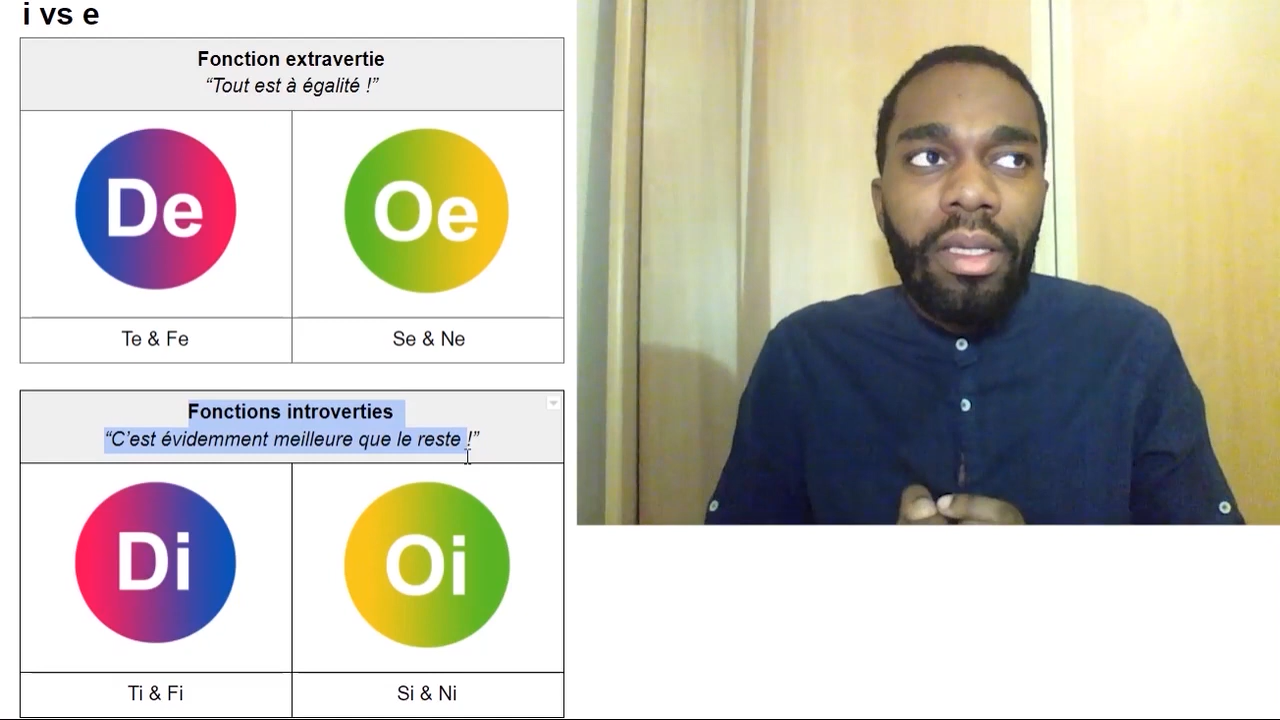 i vs e
Fonction extravertie
“Tout est à égalité !”
De
Oe
Te & Fe
Se & Ne
Fonctions introverties
“C’est évidemment meilleure que le reste !”
Di
Oi
Ti & Fi
Si & Ni